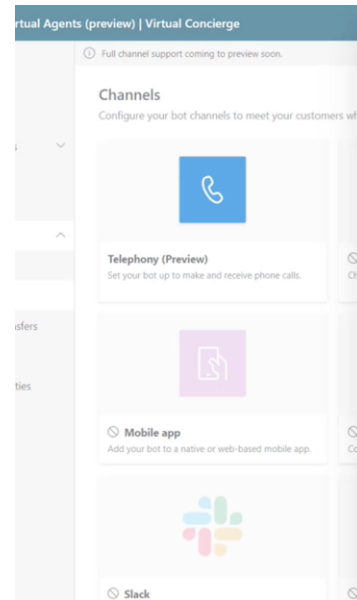 rtual Agents (preview) | Virtual Concierge
Full channel support coming to preview soon.
Channels
Configure your bot channels to meet your customers wh
Telephony (Preview)
Set your bot up to make and receive phone calls.
Ch
sfers
ties
Mobile app
Add your bot to a native or web-based mobile app.
Co
Slack